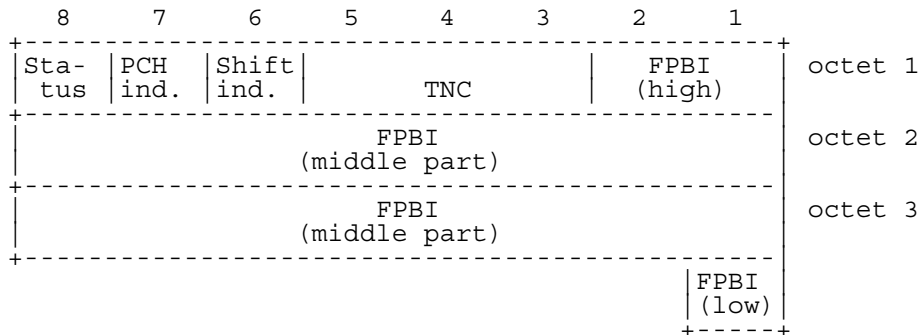 8 7 6 5 4 3 2 1
Sta- PCH Shift FPBI octet 1
tus ind. ind. TNC (high)
FPBI octet 2
(middle part)
FPBI octet 3
(middle part)
FPBI
(low)